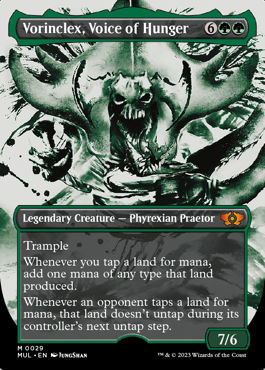 Vorinclex, Voice of Hunger 6
Legendary Creature — Phyrexian Praetor
Trample
Whenever you tap a land for mana,
add one mana of any type that land
produced.
Whenever an opponent taps a land for
mana, that land doesn't untap during its
controller's next untap step.
7/6
M 0029
MUL • EN JungShan
™ & © 2023 Wizards of the Coast